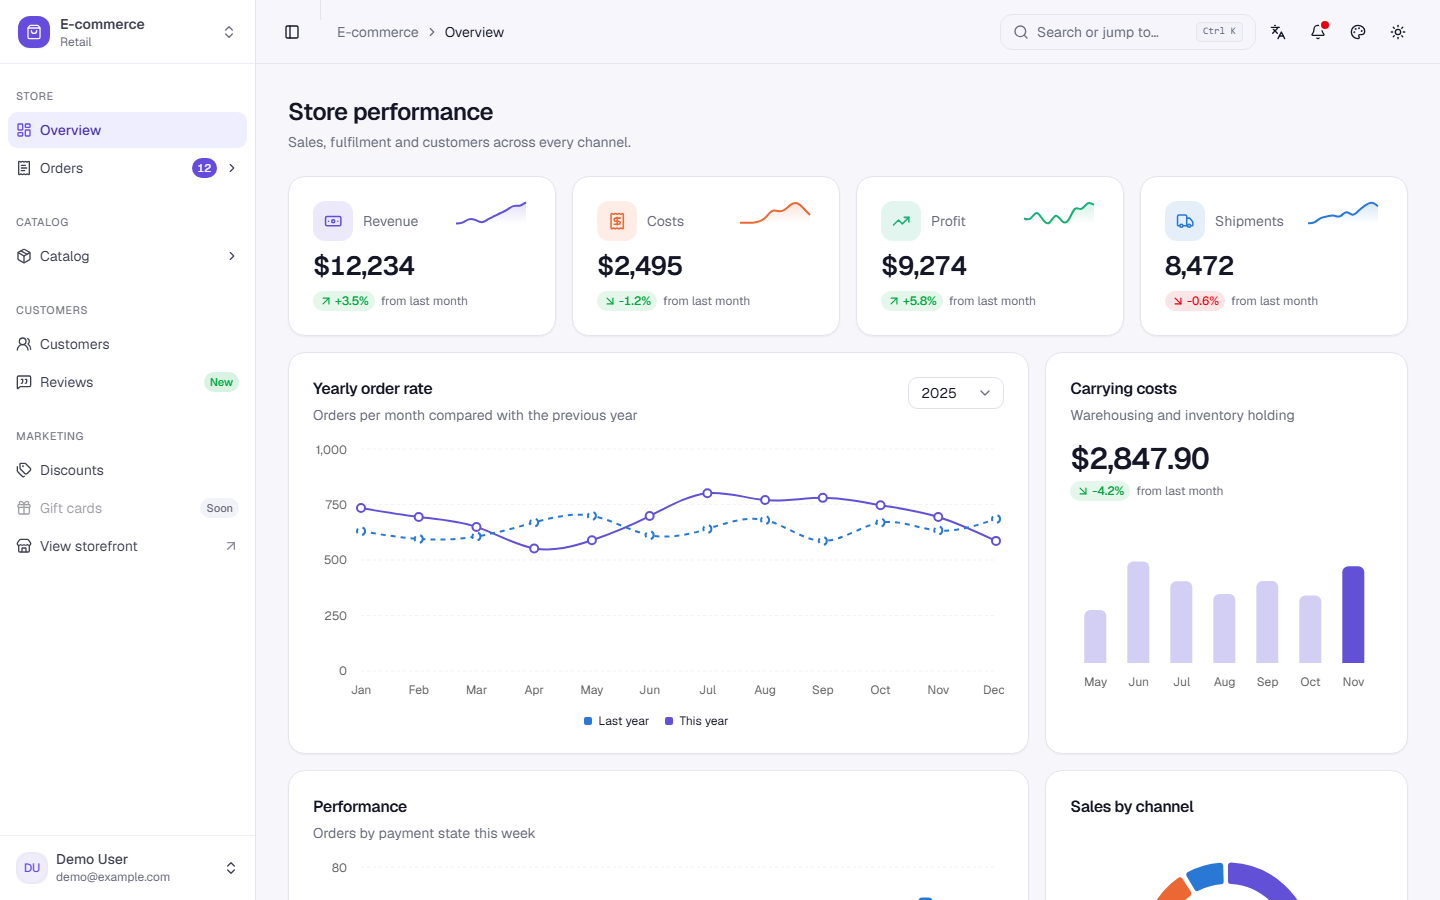 E-commerce
Retail
STORE
Overview
Orders 12
CATALOG
Catalog
CUSTOMERS
Customers
Reviews New
MARKETING
Discounts
Gift cards Soon
View storefront
DU
Demo User
demo@example.com
E-commerce Overview
Search or jump to... Ctrl K
Store performance
Sales, fulfilment and customers across every channel.
Revenue
$12,234
+3.5% from last month
Costs
$2,495
-1.2% from last month
Profit
$9,274
+5.8% from last month
Shipments
8,472
-0.6% from last month
Yearly order rate
Orders per month compared with the previous year
2025
1,000
750
500
250
0
Jan Feb Mar Apr May Jun Jul Aug Sep Oct Nov Dec
Last year This year
Carrying costs
Warehousing and inventory holding
$2,847.90
-4.2% from last month
May Jun Jul Aug Sep Oct Nov
Performance
Orders by payment state this week
80
Sales by channel